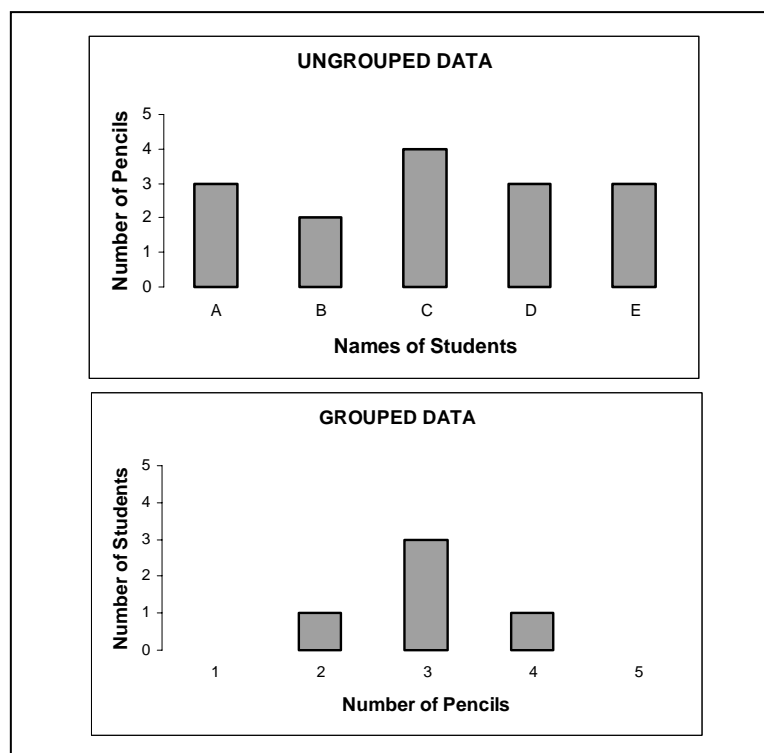 UNGROUPED DATA
Number of Pencils
5
4
3
2
1
0
A B C D E
Names of Students
GROUPED DATA
Number of Students
5
4
3
2
1
0
1 2 3 4 5
Number of Pencils